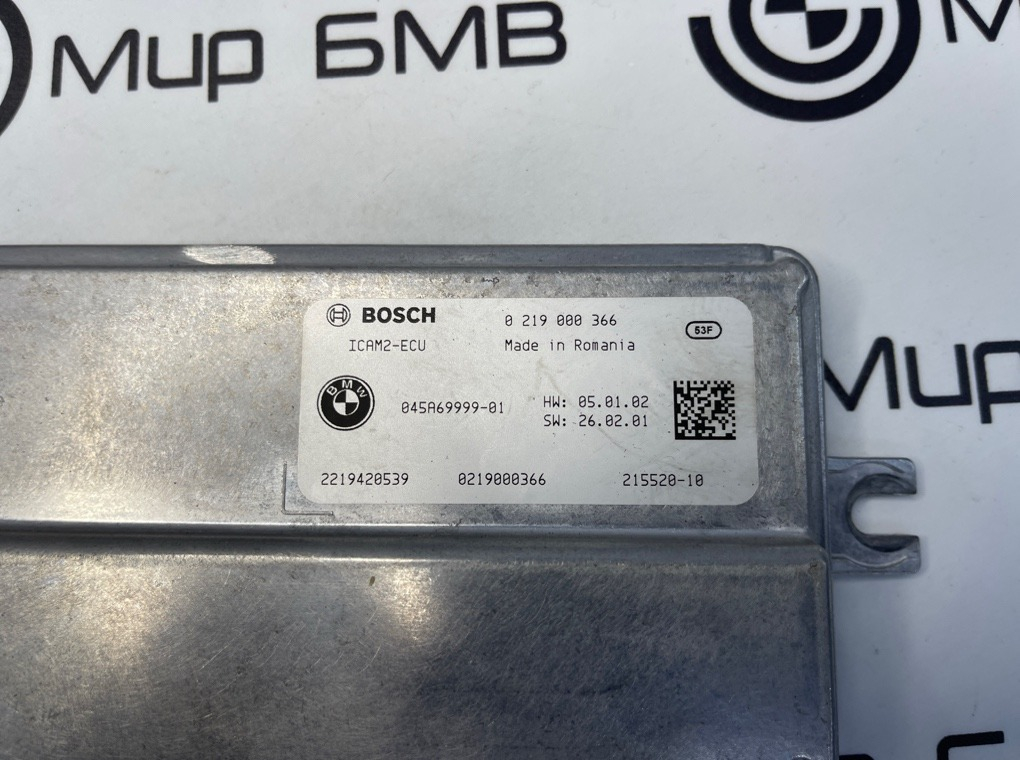 Мир БМВ
BOSCH
0 219 000 366
53F
ICAM2-ECU
Made in Romania
BMW
045A69999-01
HW: 05.01.02
SW: 26.02.01
2219420539
0219000366
215520-10
Мир
Б